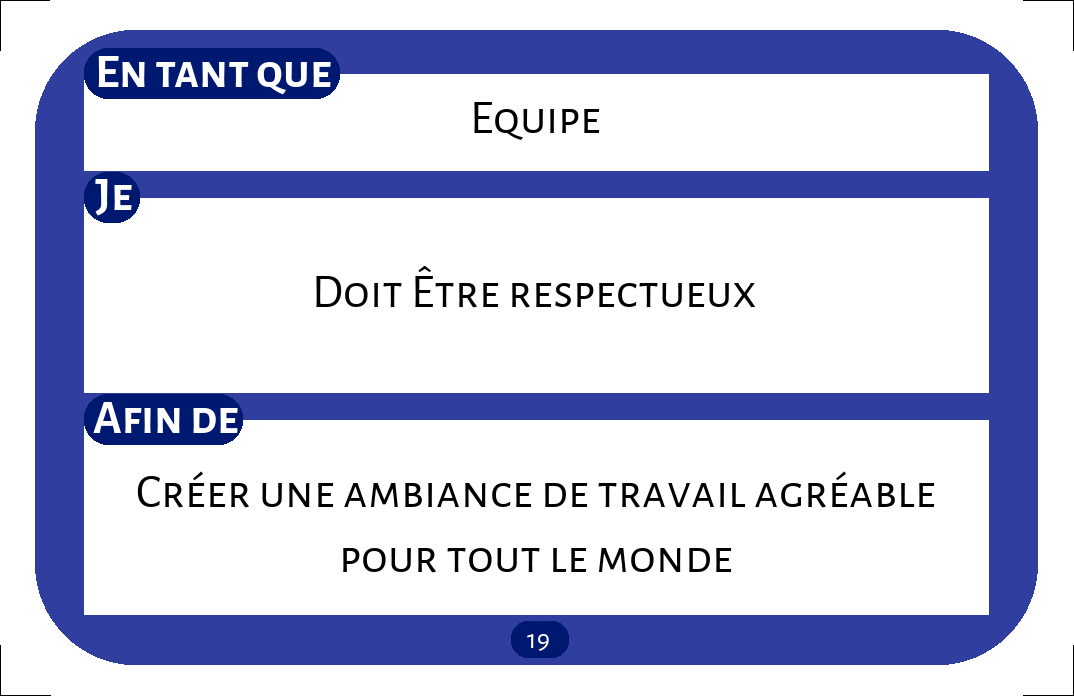 En tant que
Equipe
Je
Doit Être respectueux
Afin de
Créer une ambiance de travail agréable
pour tout le monde
19